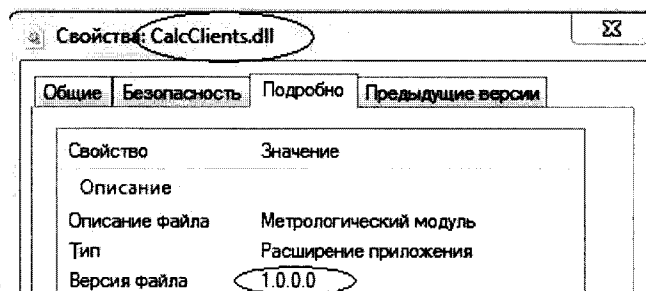 Свойства: CalcClients.dll
Общие Безопасность Подробно Предыдущие версии
Свойство Значение
Описание
Описание файла Метрологический модуль
Тип Расширение приложения
Версия файла 1.0.0.0